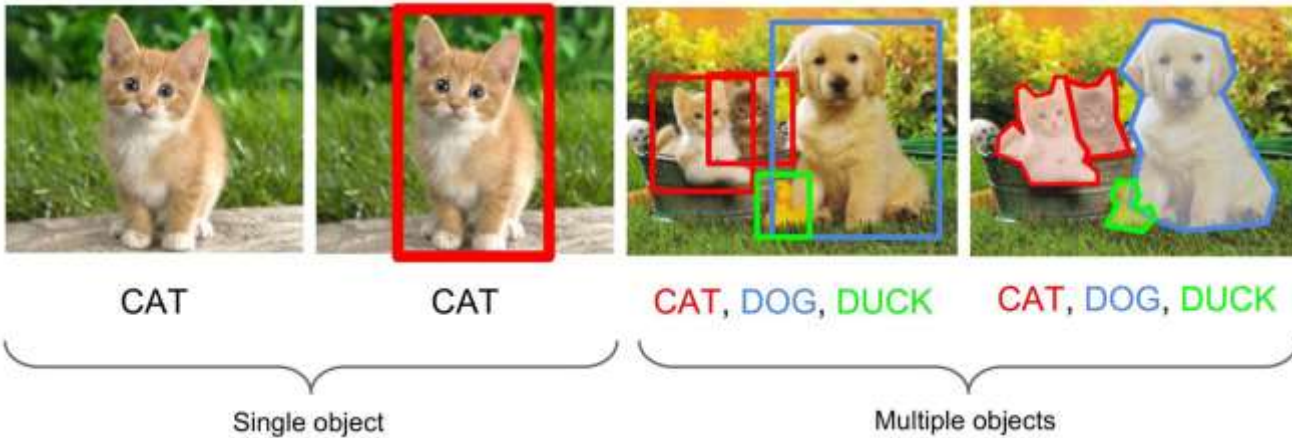 CAT
CAT
CAT, DOG, DUCK
CAT, DOG, DUCK
Single object
Multiple objects